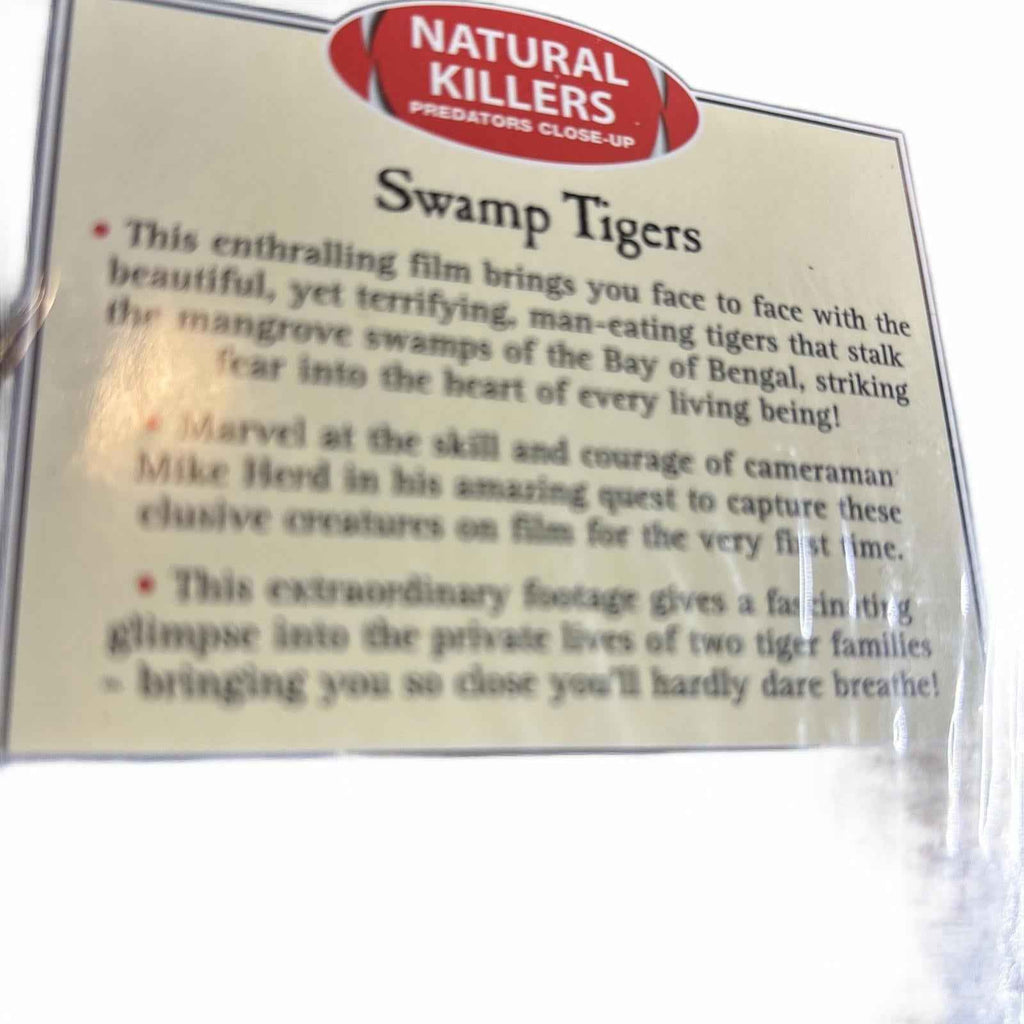 NATURAL
KILLERS
PREDATORS CLOSE-UP
Swamp Tigers
• This enthralling film brings you face to face with the
beautiful, yet terrifying, man-eating tigers that stalk
the mangrove swamps of the Bay of Bengal, striking
fear into the heart of every living being!
• Marvel at the skill and courage of cameraman
Mike Herd in his amazing quest to capture these
elusive creatures on film for the very first time.
• This extraordinary footage gives a fascinating
glimpse into the private lives of two tiger families
– bringing you so close you'll hardly dare breathe!